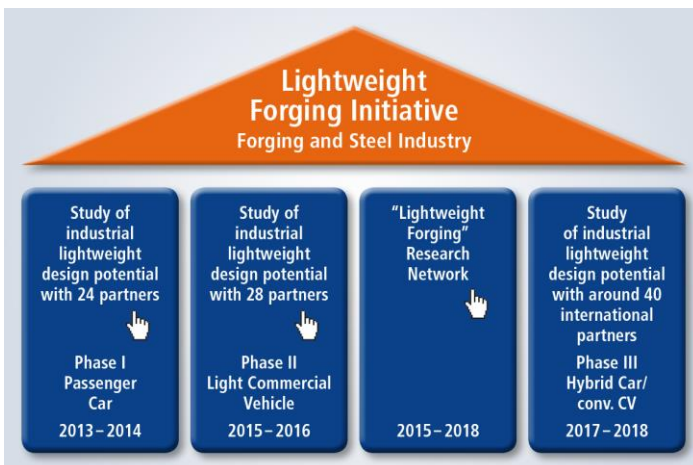 Lightweight
Forging Initiative
Forging and Steel Industry
Study of
industrial
lightweight
design potential
with 24 partners
Phase I
Passenger
Car
2013–2014
Study of
industrial
lightweight
design potential
with 28 partners
Phase II
Light Commercial
Vehicle
2015–2016
"Lightweight
Forging"
Research
Network
2015–2018
Study
of industrial
lightweight
design potential
with around 40
international
partners
Phase III
Hybrid Car/
conv. CV
2017–2018